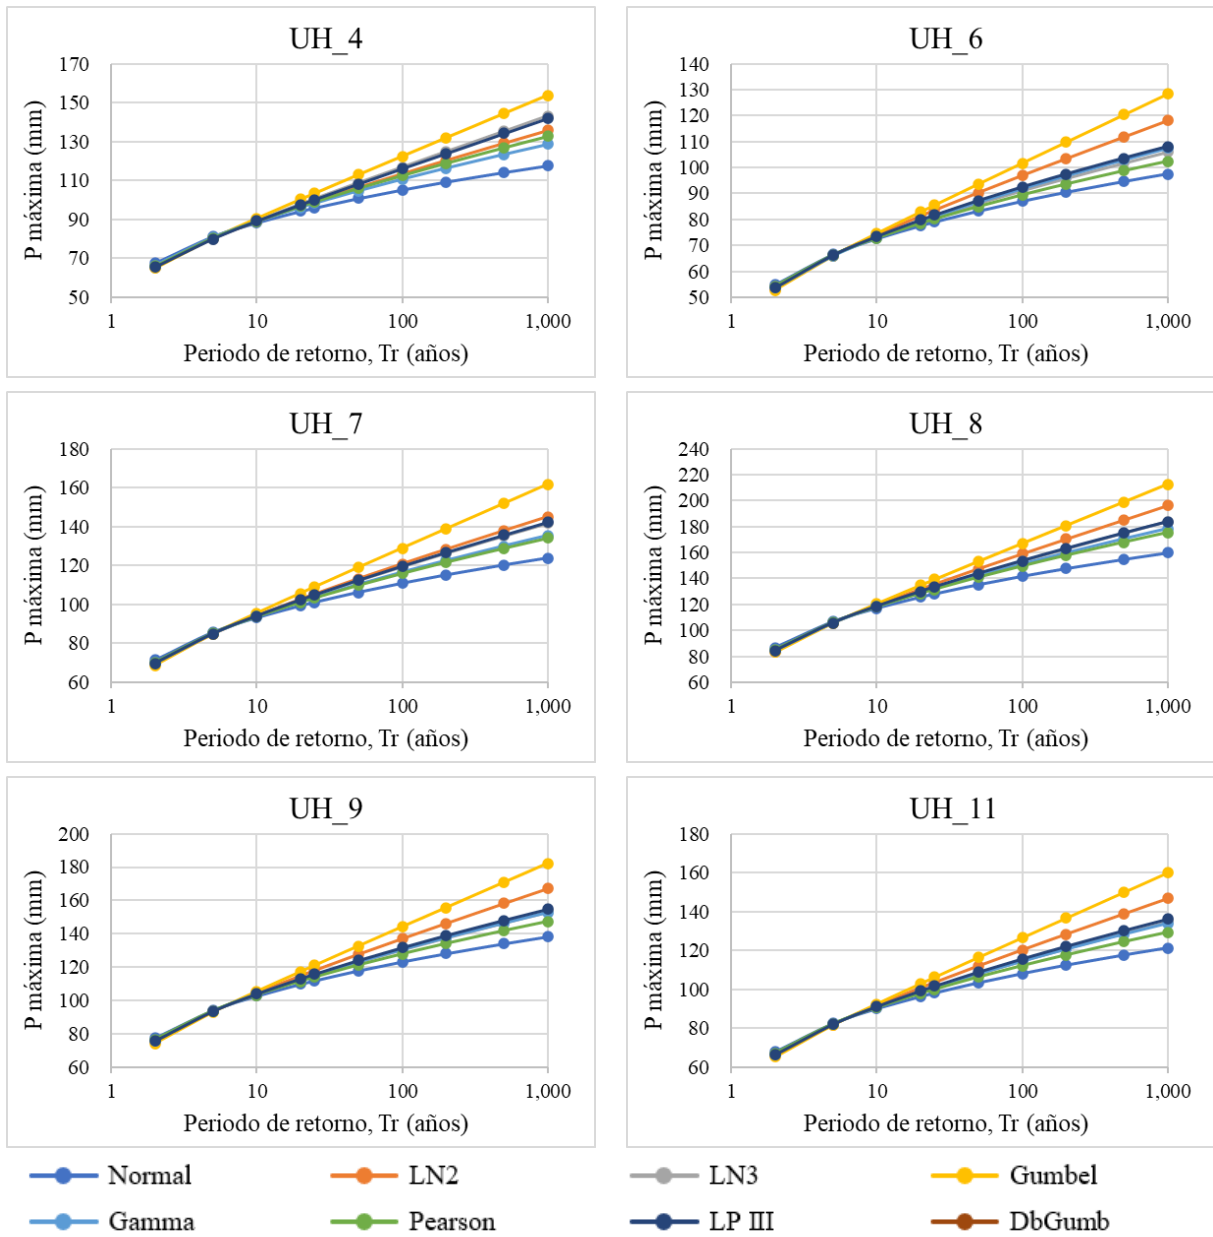 UH_4
P máxima (mm)
170
150
130
110
90
70
50
1
10
100
1,000
Periodo de retorno, Tr (años)
UH_6
P máxima (mm)
140
130
120
110
100
90
80
70
60
50
1
10
100
1,000
Periodo de retorno, Tr (años)
UH_7
P máxima (mm)
180
160
140
120
100
80
60
1
10
100
1,000
Periodo de retorno, Tr (años)
UH_8
P máxima (mm)
240
220
200
180
160
140
120
100
80
60
1
10
100
1,000
Periodo de retorno, Tr (años)
UH_9
P máxima (mm)
200
180
160
140
120
100
80
60
1
10
100
1,000
Periodo de retorno, Tr (años)
UH_11
P máxima (mm)
180
160
140
120
100
80
60
1
10
100
1,000
Periodo de retorno, Tr (años)
Normal
LN2
LN3
Gumbel
Gamma
Pearson
LP III
DbGumb